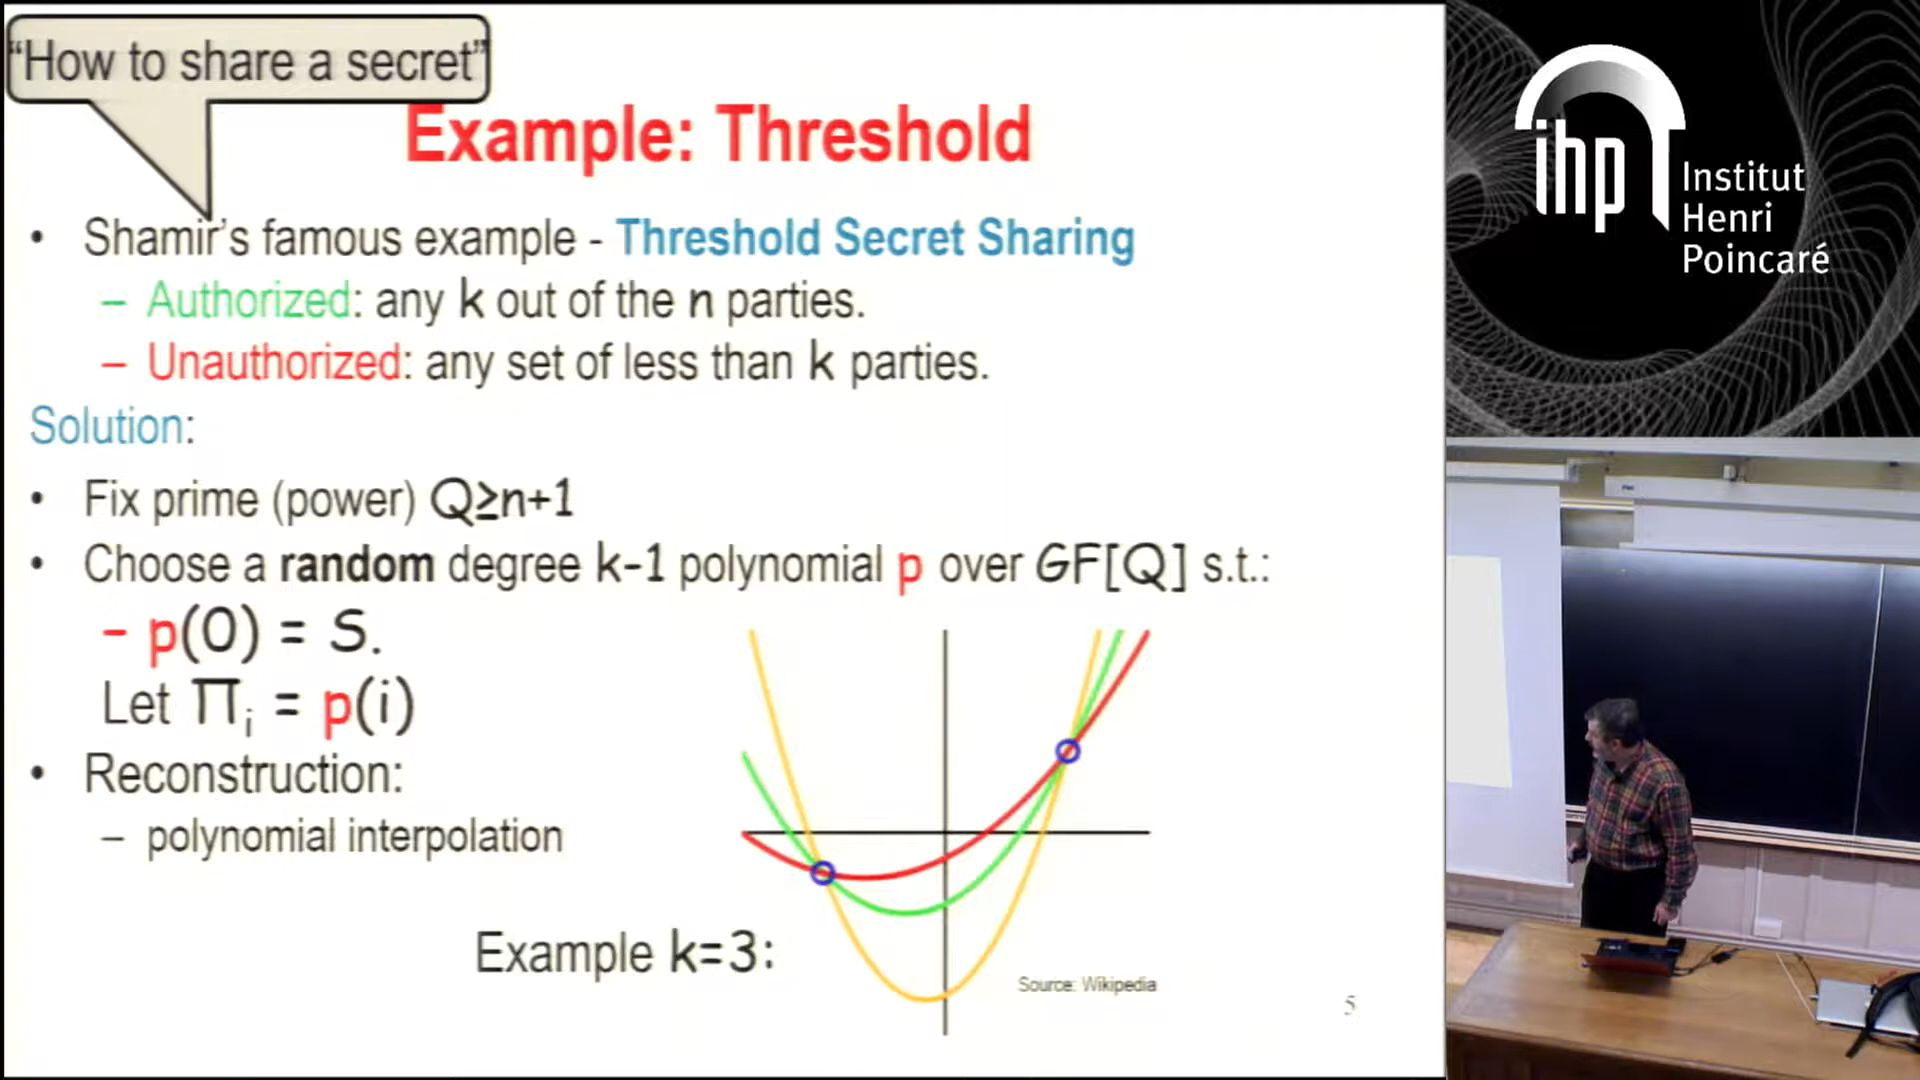 “How to share a secret”
Example: Threshold
• Shamir’s famous example - Threshold Secret Sharing
– Authorized: any k out of the n parties.
– Unauthorized: any set of less than k parties.
Solution:
• Fix prime (power) Q≥n+1
• Choose a random degree k-1 polynomial p over GF[Q] s.t.:
– p(0) = S.
Let Π i = p(i)
• Reconstruction:
– polynomial interpolation
Example k=3:
Source: Wikipedia
5
ihp
Institut
Henri
Poincaré